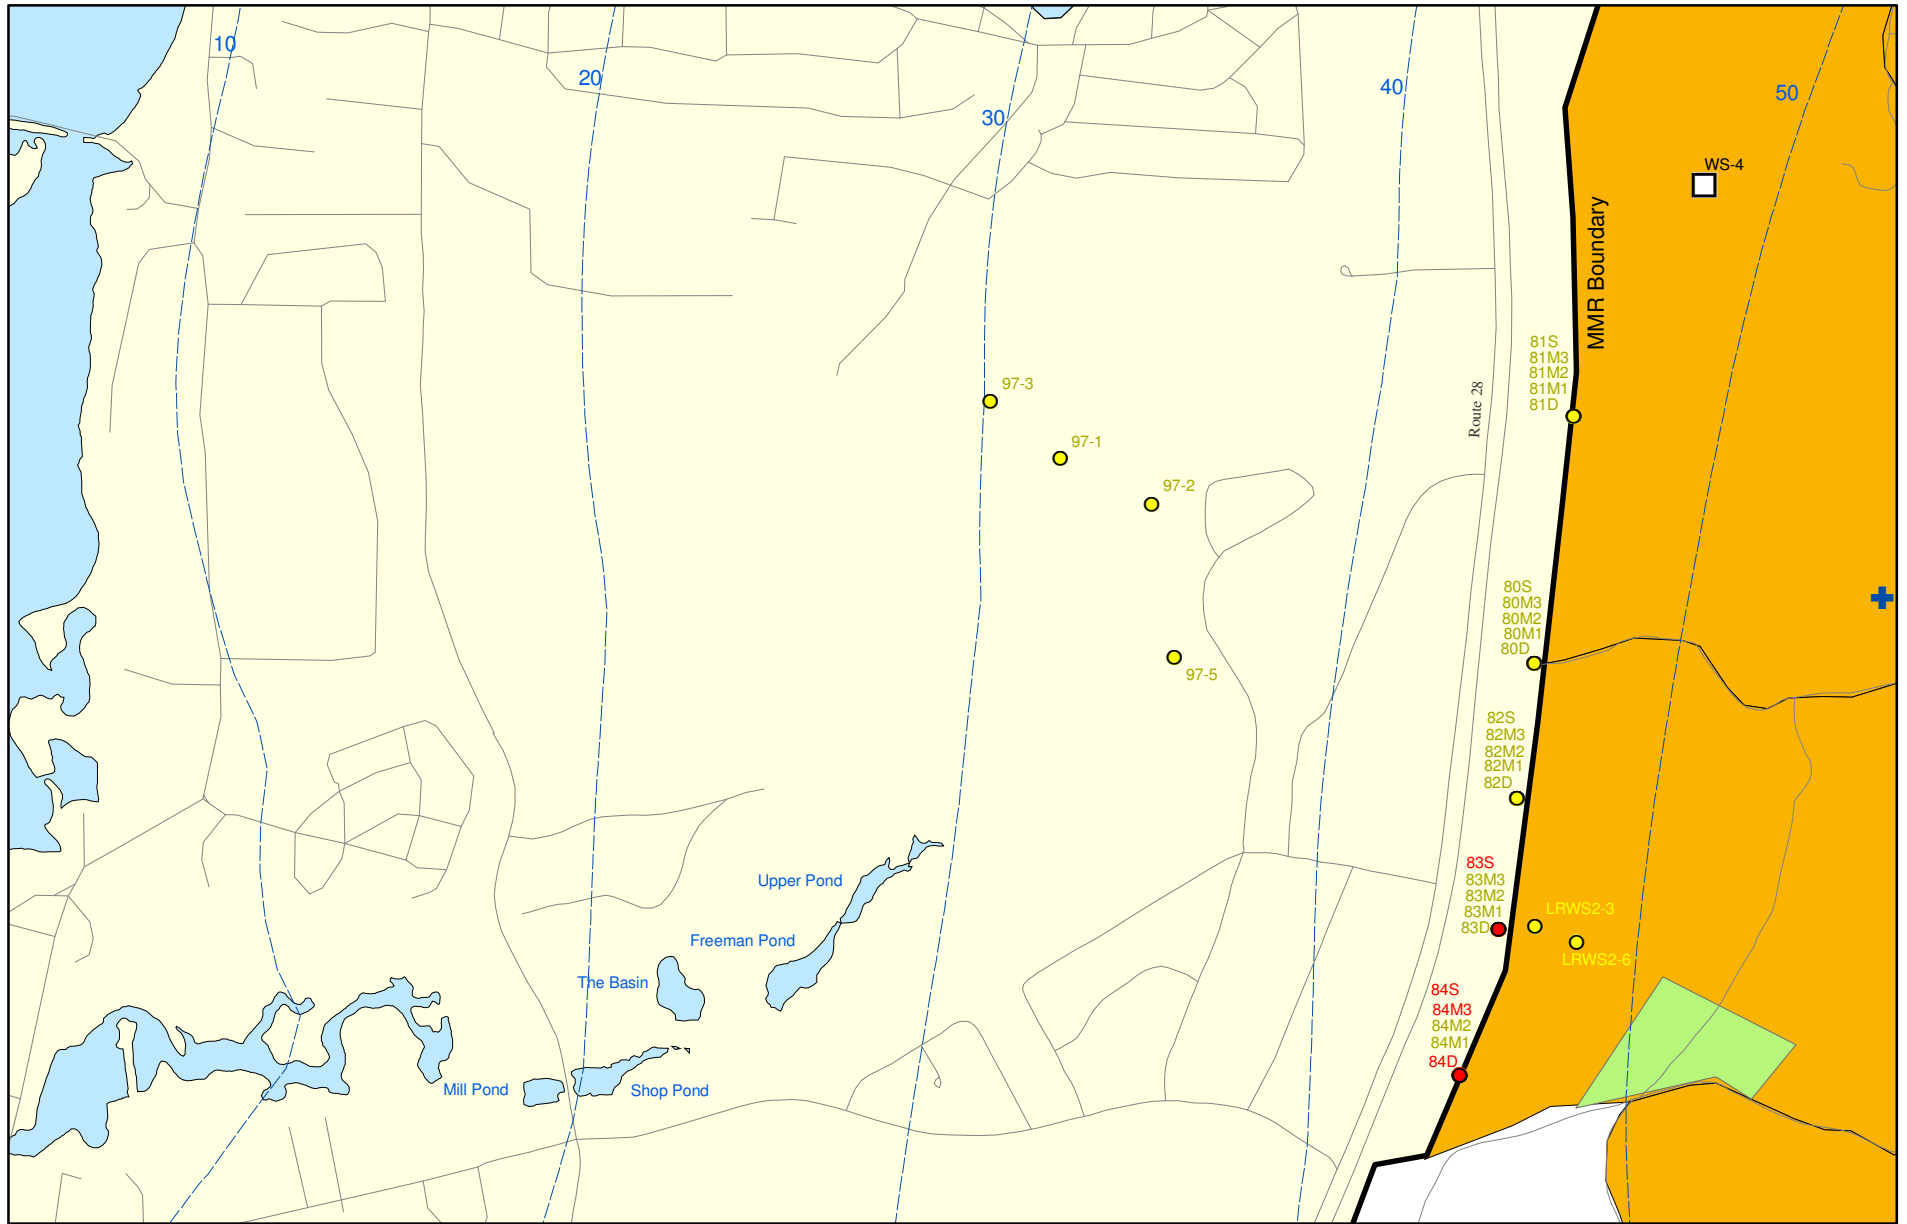 10
20
30
40
50
WS-4
MMR Boundary
Route 28
81S
81M3
81M2
81M1
81D
97-3
97-1
97-2
97-5
80S
80M3
80M2
80M1
80D
82S
82M3
82M2
82M1
82D
83S
83M3
83M2
83M1
83D
LRWS2-3
LRWS2-6
84S
84M3
84M2
84M1
84D
Upper Pond
Freeman Pond
The Basin
Mill Pond
Shop Pond